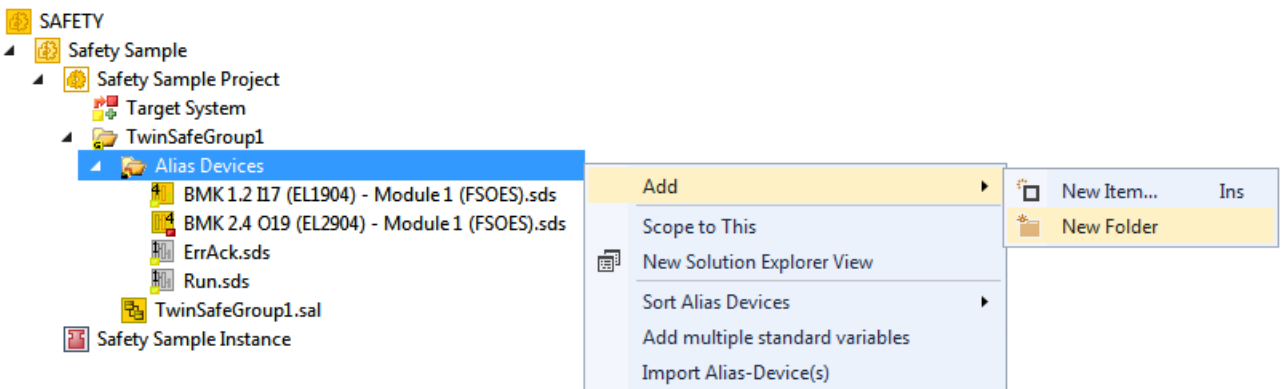 SAFETY
Safety Sample
Safety Sample Project
Target System
TwinSafeGroup1
Alias Devices
BMK 1.2 I17 (EL1904) - Module 1 (FSOES).sds
BMK 2.4 O19 (EL2904) - Module 1 (FSOES).sds
ErrAck.sds
Run.sds
TwinSafeGroup1.sal
Safety Sample Instance
Add
Scope to This
New Solution Explorer View
Sort Alias Devices
Add multiple standard variables
Import Alias-Device(s)
New Item... Ins
New Folder